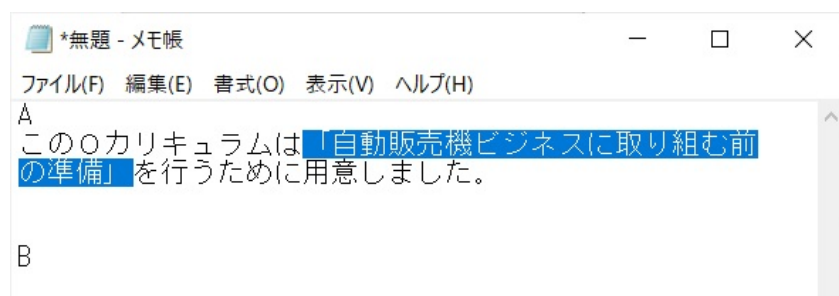 *無題 - メモ帳
ファイル(F) 編集(E) 書式(O) 表示(V) ヘルプ(H)
A
この○カリキュラムは「自動販売機ビジネスに取り組む前
の準備」を行うために用意しました。
B